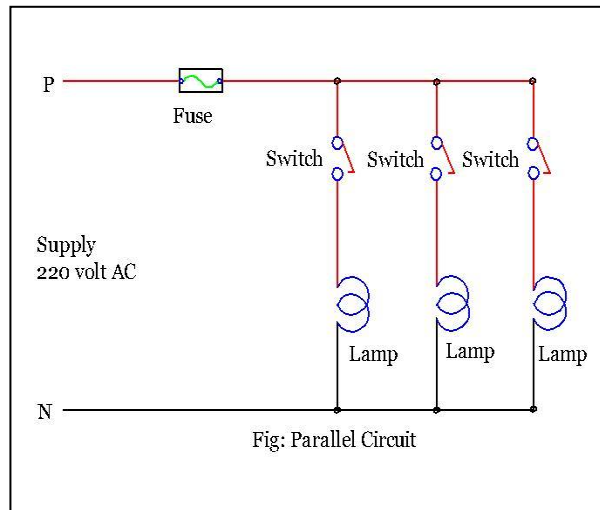 P
Fuse
Switch Switch Switch
Supply
220 volt AC
Lamp Lamp Lamp
N
Fig: Parallel Circuit